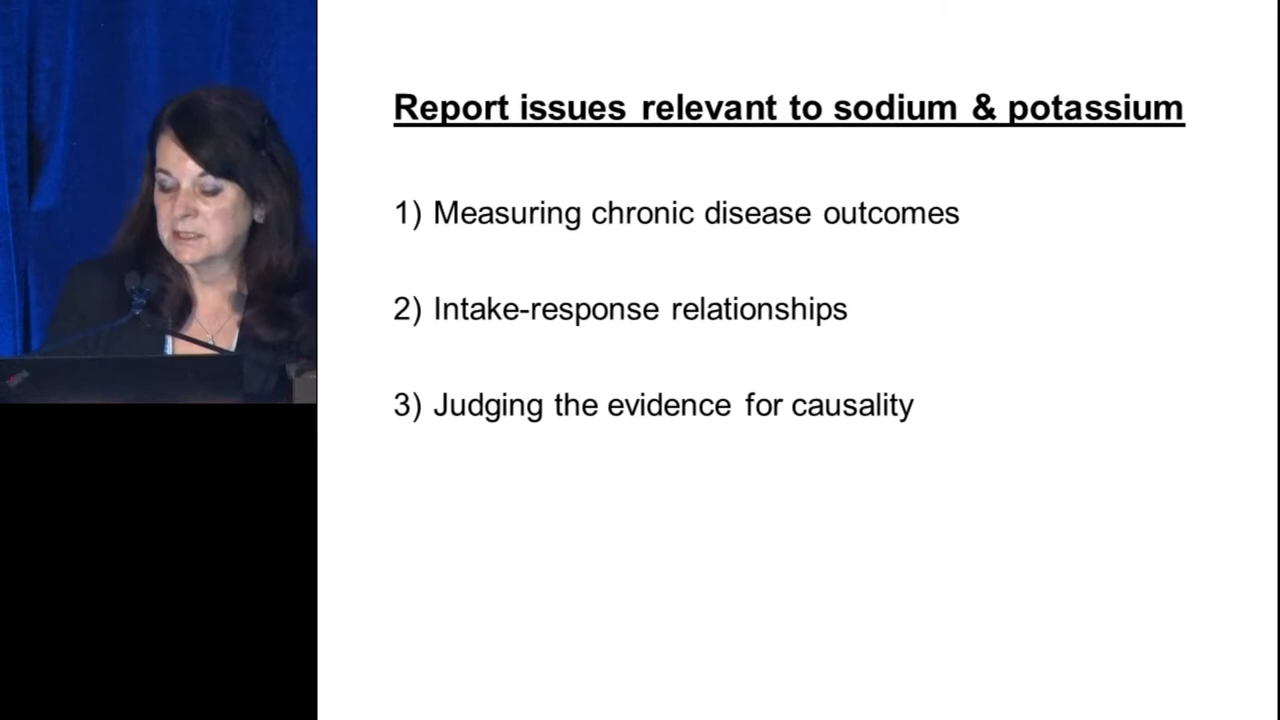 Report issues relevant to sodium & potassium
1) Measuring chronic disease outcomes
2) Intake-response relationships
3) Judging the evidence for causality